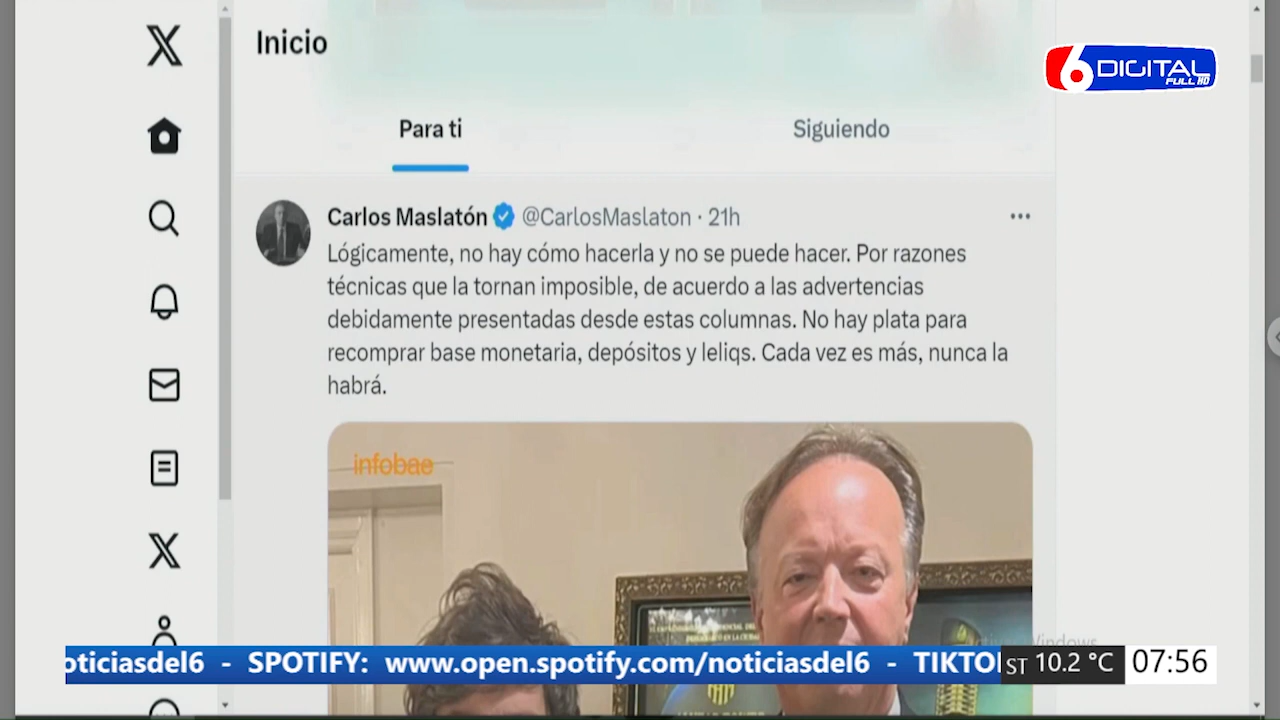 Inicio
6 DIGITAL
FULL HD
Para ti
Siguiendo
Carlos Maslatón @CarlosMaslaton · 21h
Lógicamente, no hay cómo hacerla y no se puede hacer. Por razones
técnicas que la tornan imposible, de acuerdo a las advertencias
debidamente presentadas desde estas columnas. No hay plata para
recomprar base monetaria, depósitos y leliqs. Cada vez es más, nunca la
habrá.
infobae
Windows
oticiasdel6 - SPOTIFY: www.open.spotify.com/noticiasdel6 - TIKTO
ST 10.2 °C
07:56